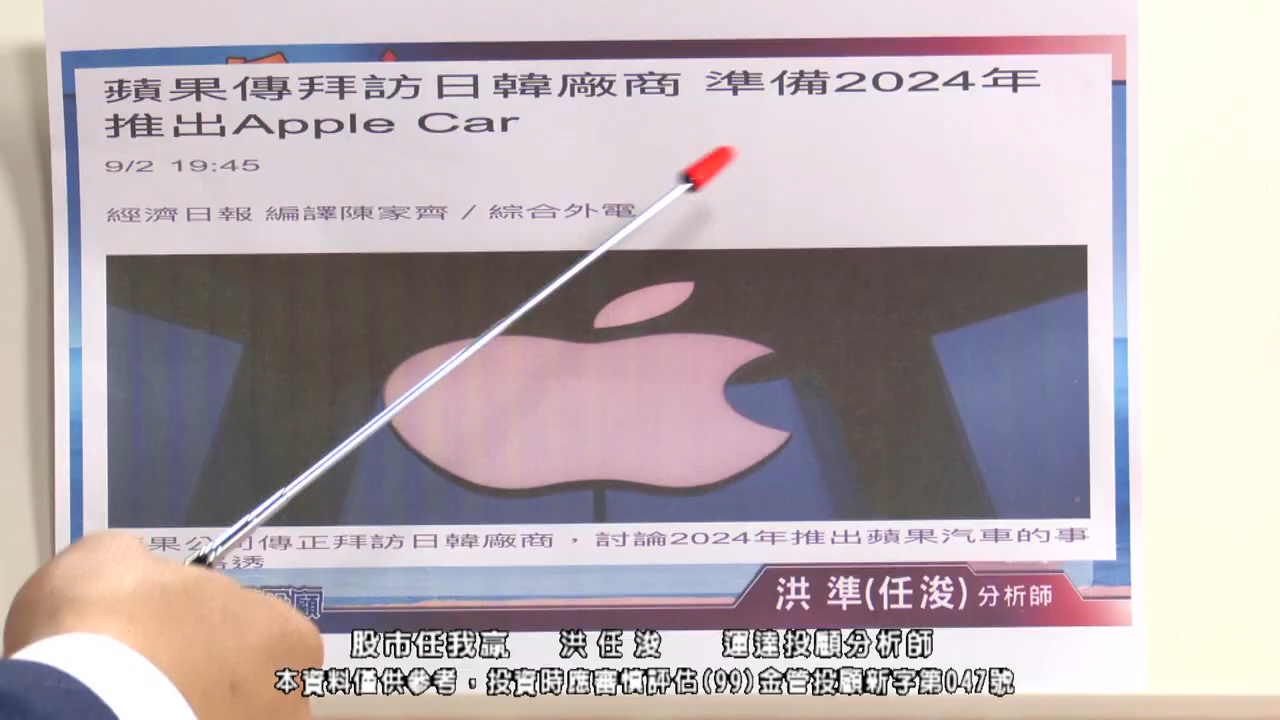 蘋果傳拜訪日韓廠商 準備2024年
推出Apple Car
9/2 19:45
經濟日報 編譯陳家齊 / 綜合外電
果公司傳正拜訪日韓廠商，討論2024年推出蘋果汽車的事
路透
顧
洪 準(任浚) 分析師
股市任我贏 洪任浚 運達投顧分析師
本資料僅供參考，投資時應審慎評估(99)金管投顧新字第047號